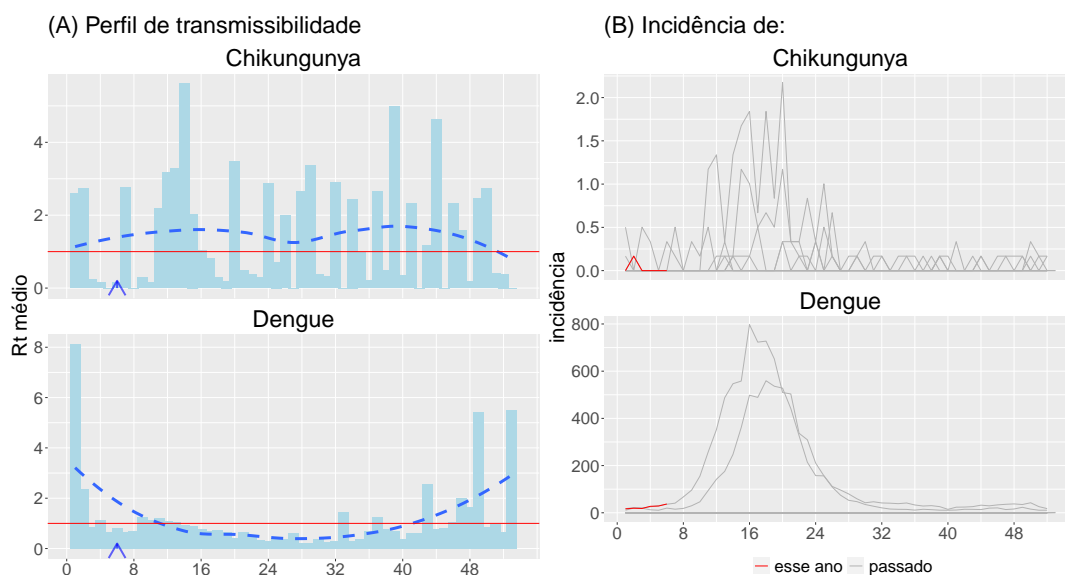 (A) Perfil de transmissibilidade
Chikungunya
4
2
0
Dengue
8
6
4
2
0
0 8 16 24 32 40 48
Rt médio
(B) Incidência de:
Chikungunya
2.0
1.5
1.0
0.5
0.0
Dengue
800
600
400
200
0
0 8 16 24 32 40 48
incidência
esse ano passado